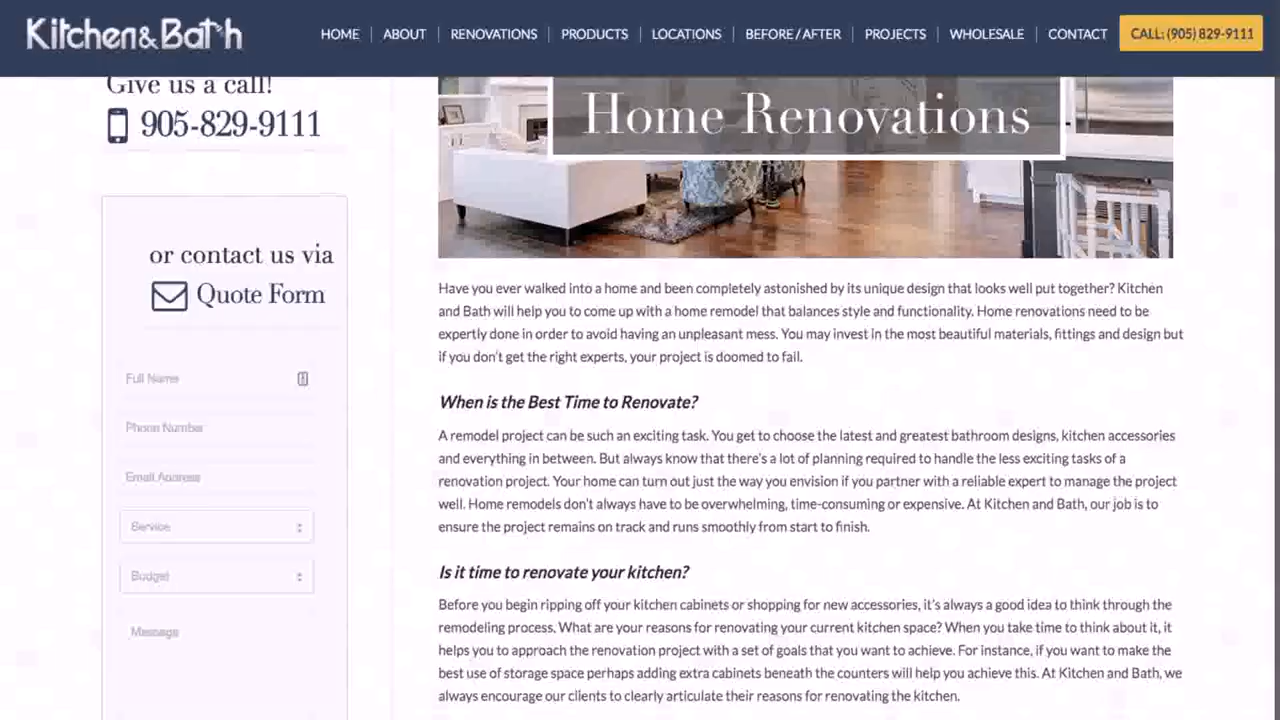 Kitchen&Bath
HOME ABOUT RENOVATIONS PRODUCTS LOCATIONS BEFORE / AFTER PROJECTS WHOLESALE CONTACT CALL: (905) 829-9111
Give us a call!
905-829-9111
or contact us via
Quote Form
Full Name
Phone Number
Email Address
Service
Budget
Message
Home Renovations
Have you ever walked into a home and been completely astonished by its unique design that looks well put together? Kitchen
and Bath will help you to come up with a home remodel that balances style and functionality. Home renovations need to be
expertly done in order to avoid having an unpleasant mess. You may invest in the most beautiful materials, fittings and design but
if you don't get the right experts, your project is doomed to fail.
When is the Best Time to Renovate?
A remodel project can be such an exciting task. You get to choose the latest and greatest bathroom designs, kitchen accessories
and everything in between. But always know that there's a lot of planning required to handle the less exciting tasks of a
renovation project. Your home can turn out just the way you envision if you partner with a reliable expert to manage the project
well. Home remodels don't always have to be overwhelming, time-consuming or expensive. At Kitchen and Bath, our job is to
ensure the project remains on track and runs smoothly from start to finish.
Is it time to renovate your kitchen?
Before you begin ripping off your kitchen cabinets or shopping for new accessories, it's always a good idea to think through the
remodeling process. What are your reasons for renovating your current kitchen space? When you take time to think about it, it
helps you to approach the renovation project with a set of goals that you want to achieve. For instance, if you want to make the
best use of storage space perhaps adding extra cabinets beneath the counters will help you achieve this. At Kitchen and Bath, we
always encourage our clients to clearly articulate their reasons for renovating the kitchen.